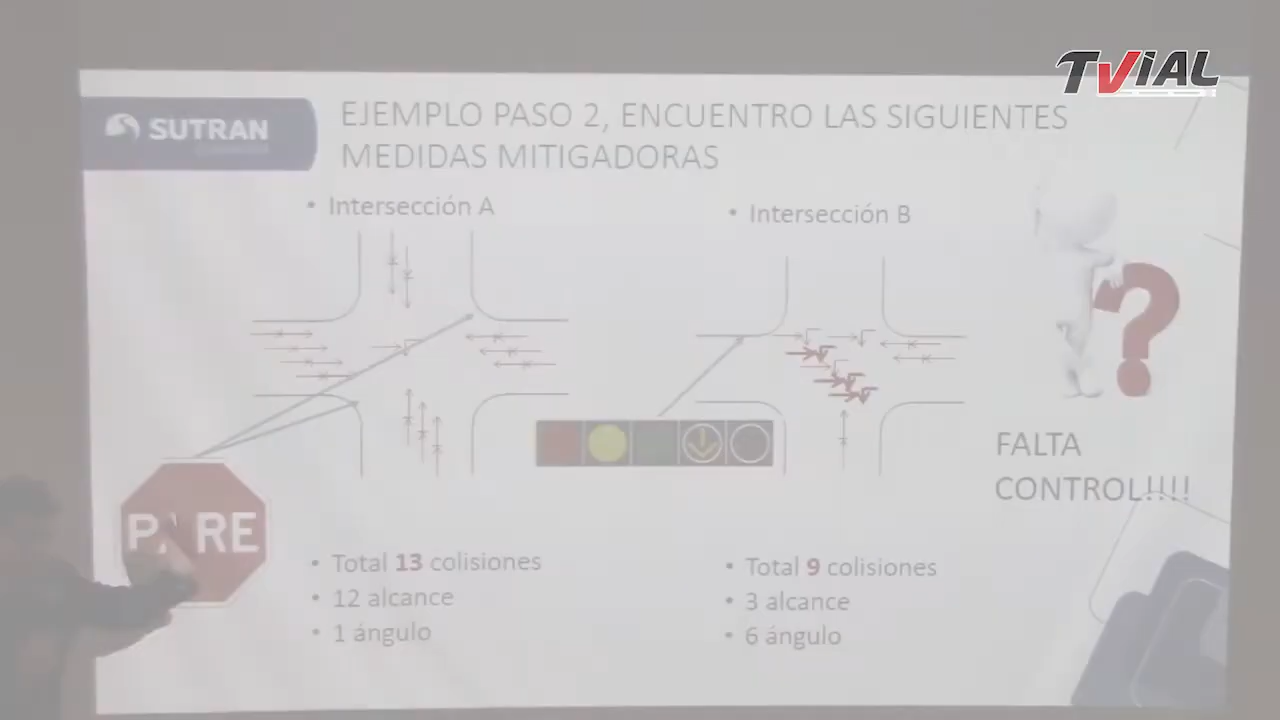 TVIAL
SUTRAN
EJEMPLO PASO 2, ENCUENTRO LAS SIGUIENTES
MEDIDAS MITIGADORAS
• Intersección A
• Intersección B
FALTA
CONTROL!!!!
PARE
• Total 13 colisiones
• 12 alcance
• 1 ángulo
• Total 9 colisiones
• 3 alcance
• 6 ángulo